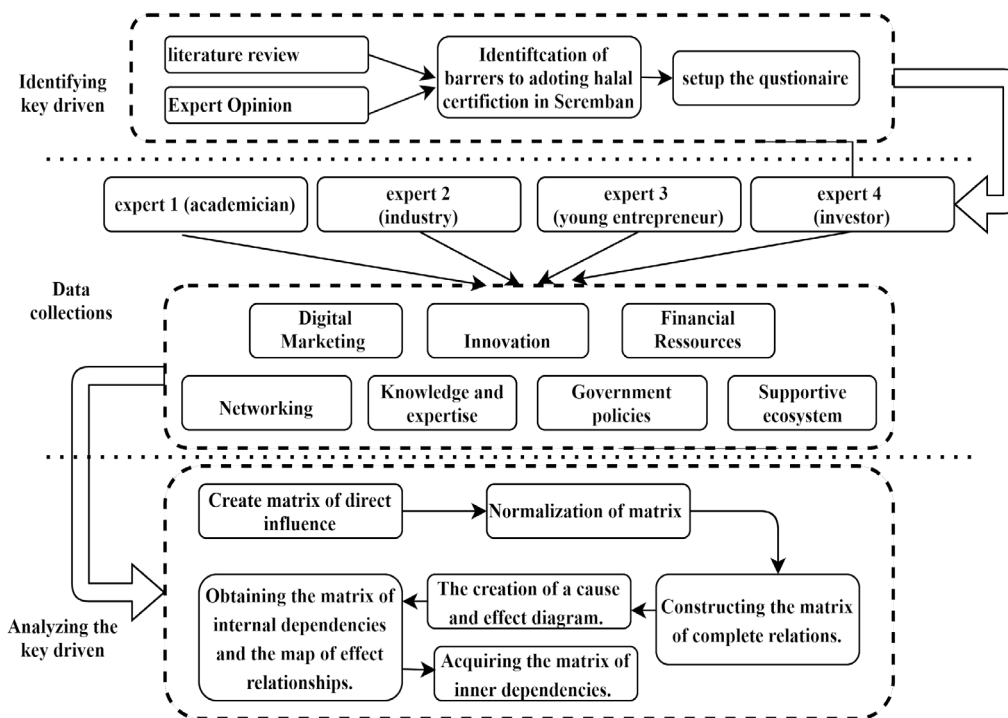 literature review
Expert Opinion
Identiftcation of
barrers to adoting halal
certifiction in Seremban
setup the qustionaire
Identifying
key driven
expert 1 (academician)
expert 2
(industry)
expert 3
(young entrepreneur)
expert 4
(investor)
Data
collections
Digital
Marketing
Innovation
Financial
Ressources
Networking
Knowledge and
expertise
Government
policies
Supportive
ecosystem
Create matrix of direct
influence
Normalization of matrix
Obtaining the matrix of
internal dependencies
and the map of effect
relationships.
The creation of a cause
and effect diagram.
Constructing the matrix
of complete relations.
Acquiring the matrix of
inner dependencies.
Analyzing the
key driven